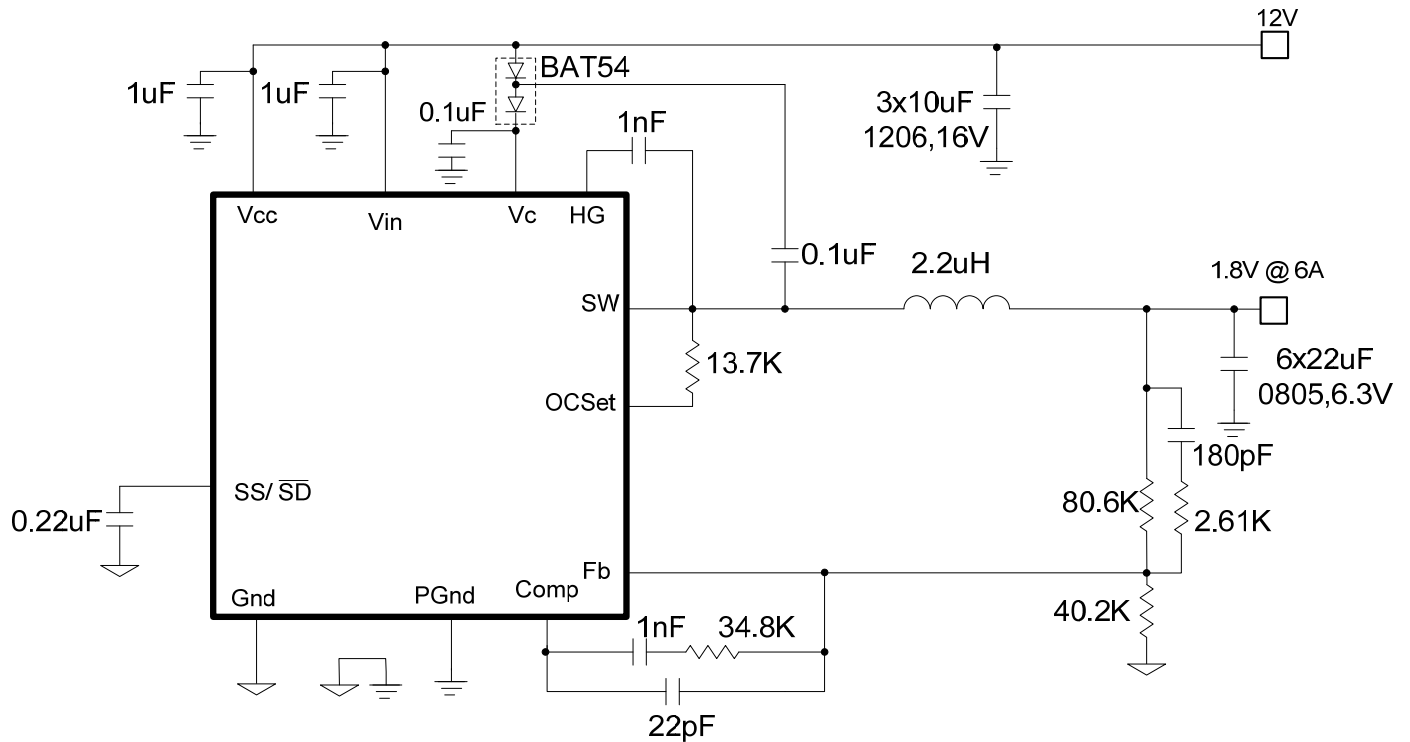 12V
BAT54
1uF
1uF
0.1uF
1nF
3x10uF
1206,16V
Vcc
Vin
Vc
HG
0.1uF
2.2uH
1.8V @ 6A
SW
13.7K
6x22uF
0805,6.3V
OCSet
180pF
SS/ SD
0.22uF
80.6K
2.61K
Fb
Comp
Gnd
PGnd
40.2K
1nF
34.8K
22pF